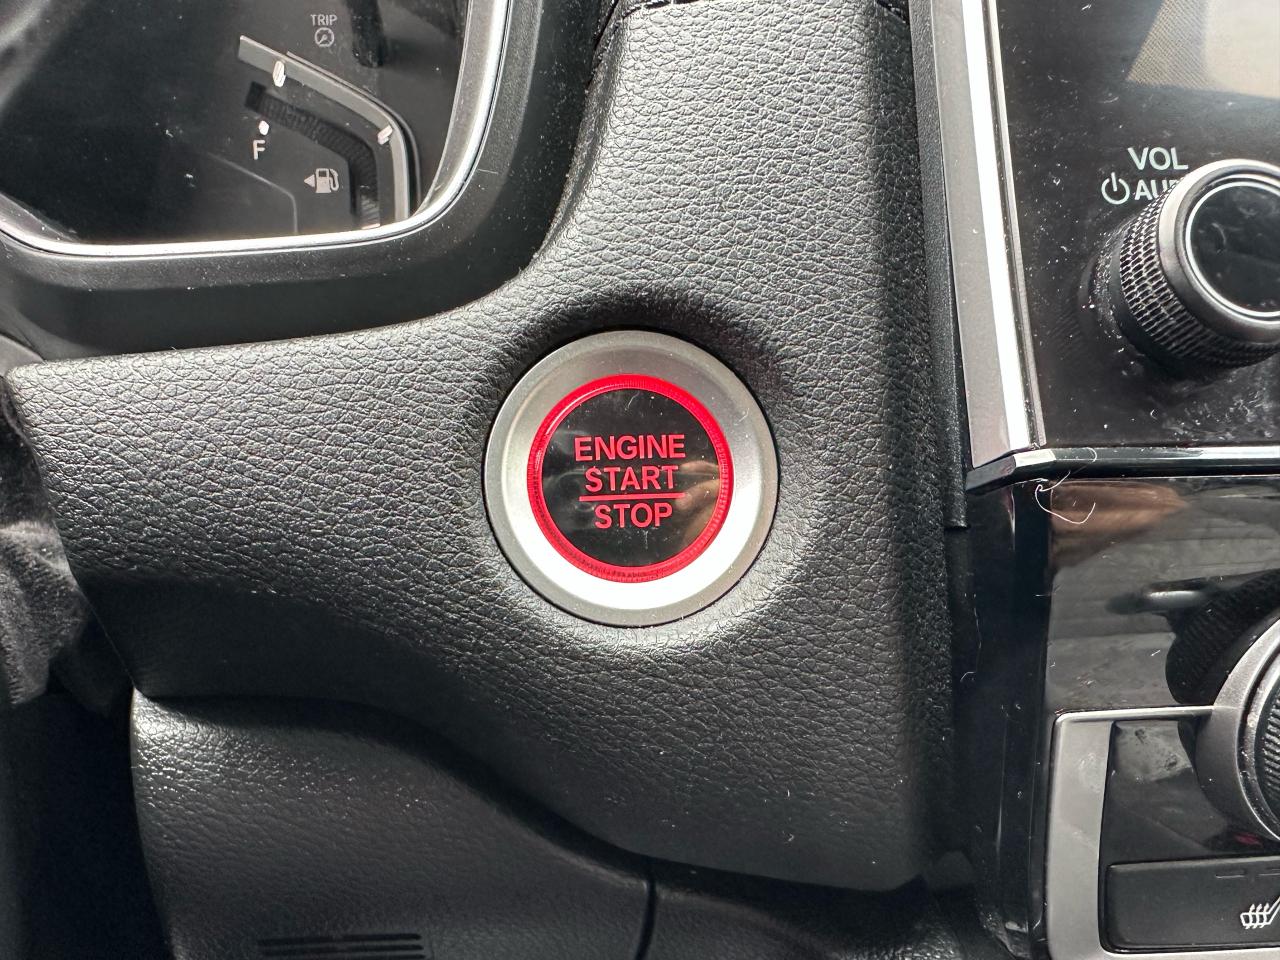 TRIP
F
VOL
ENGINE
START
STOP